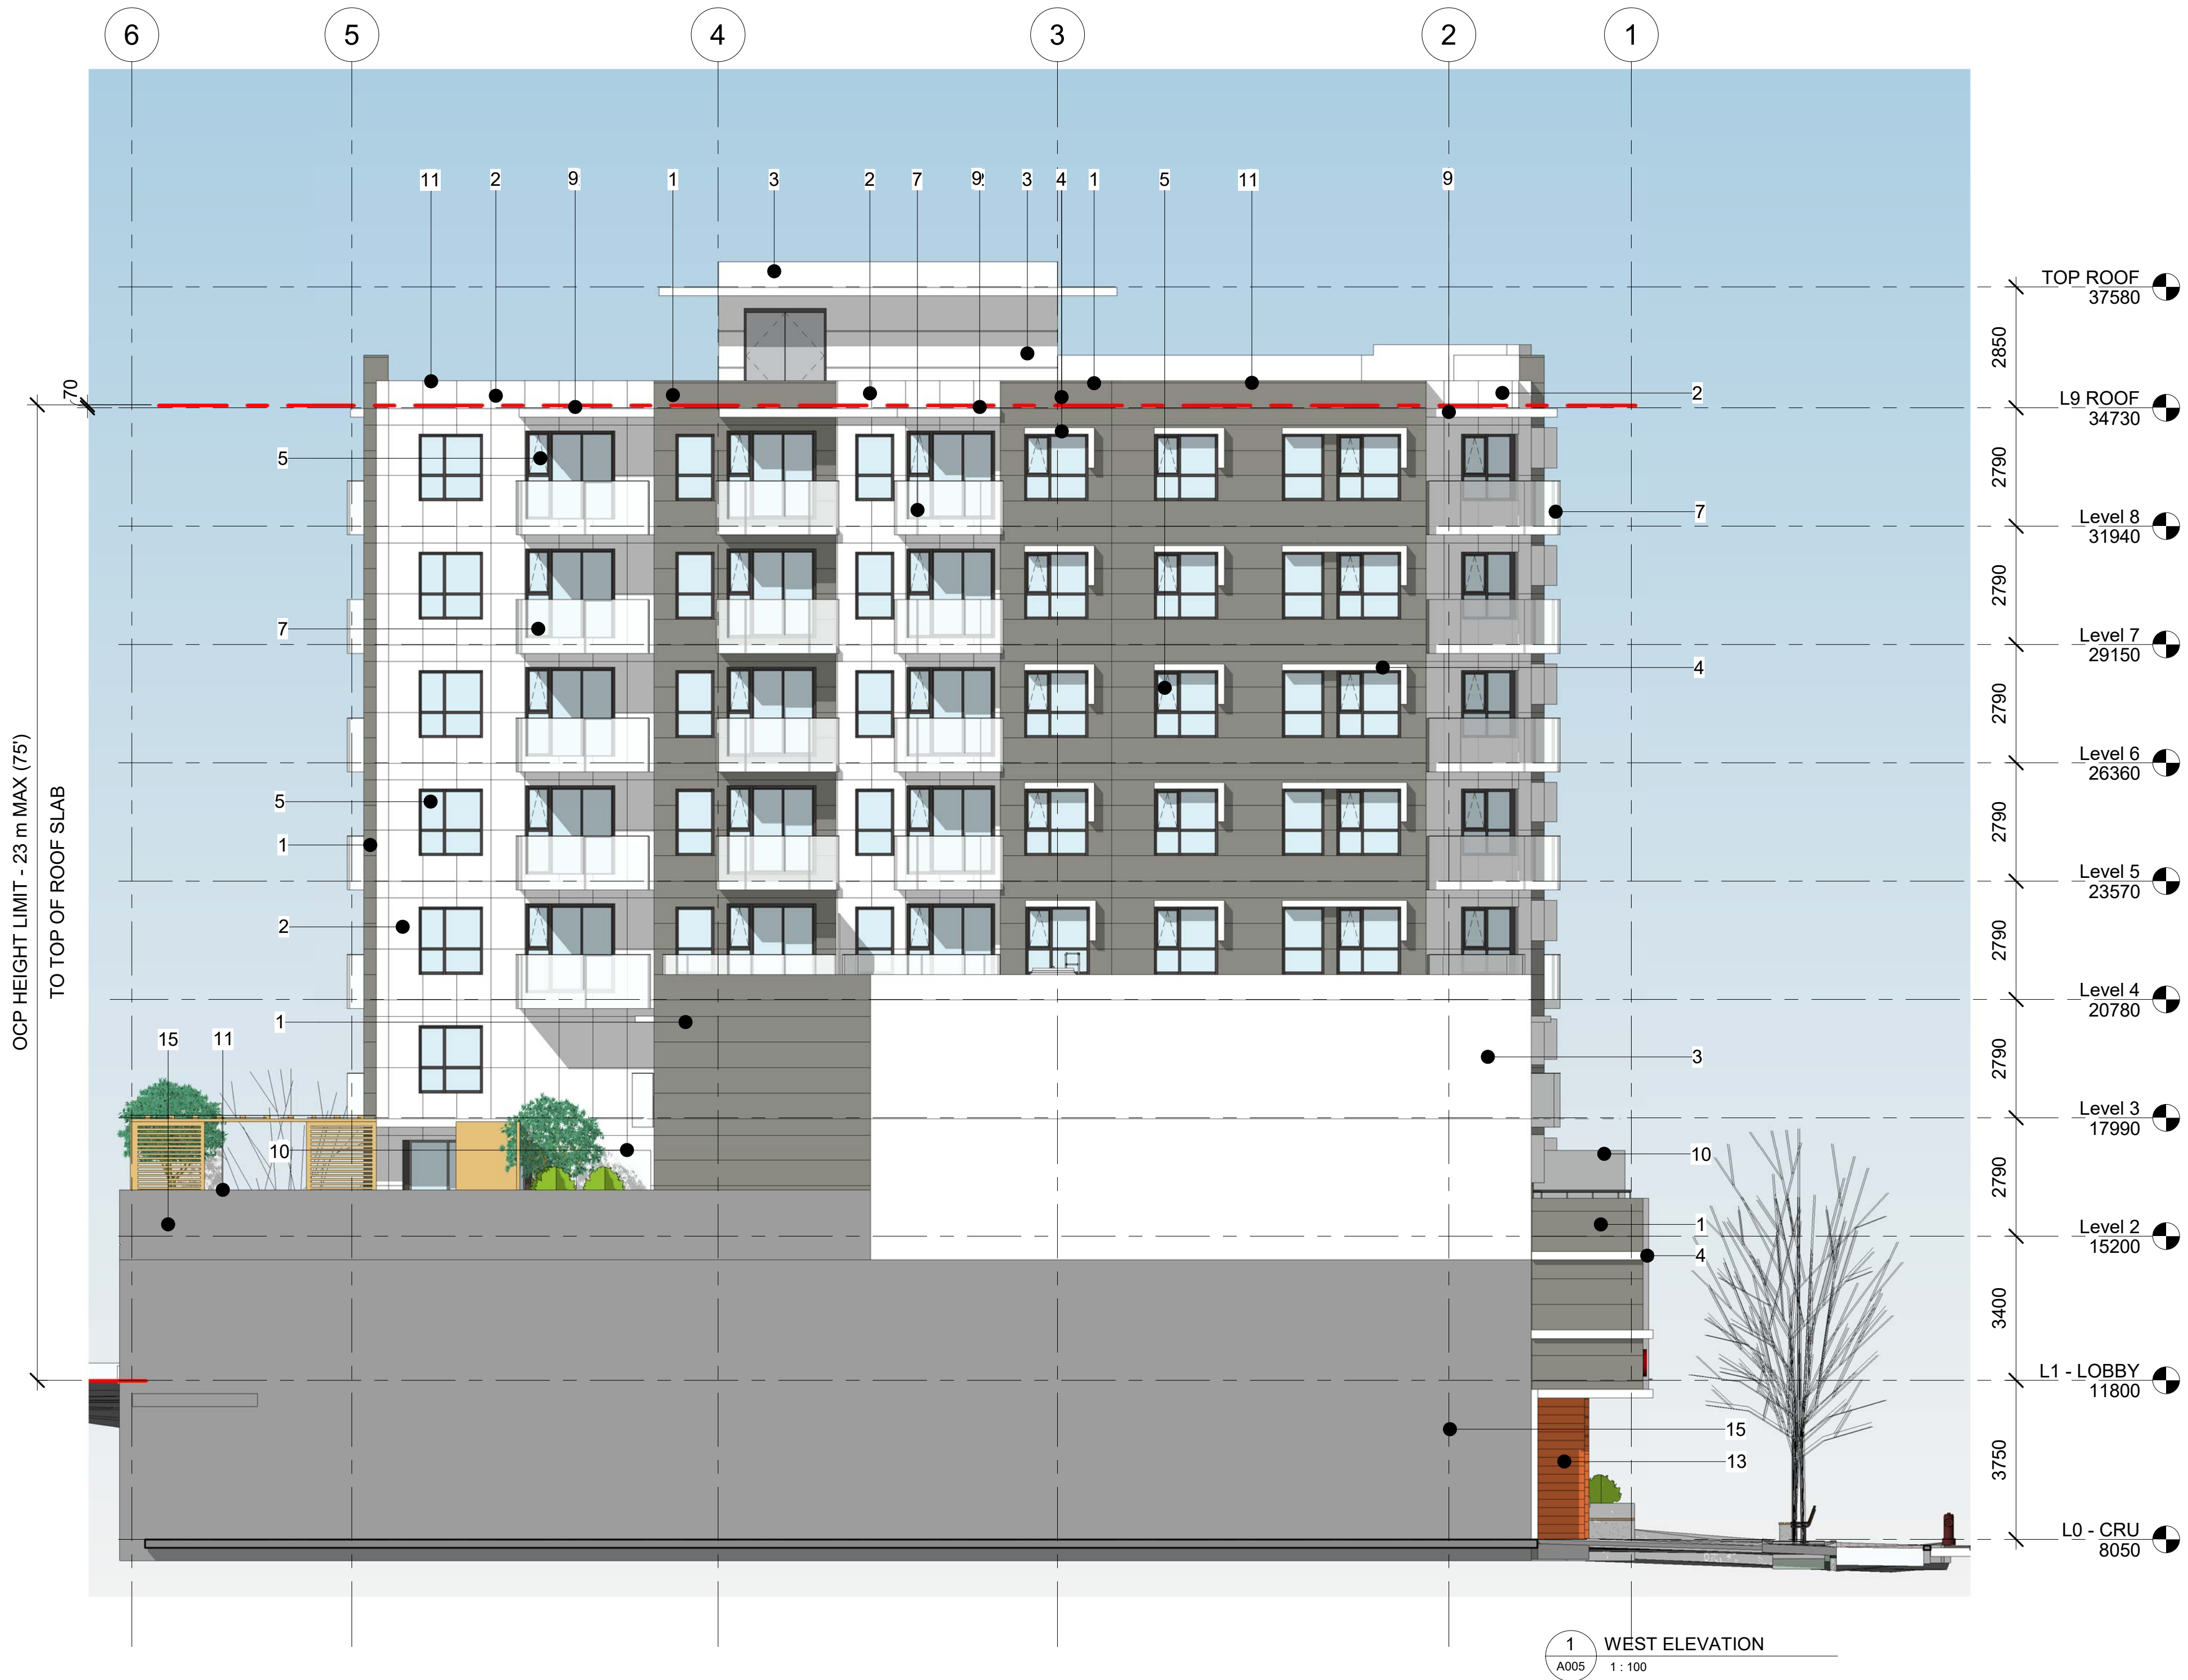 6 5 4 3 2 1
11 2 9 1 3 2 7 9 3 4 1 5 11 9
TOP ROOF
37580
2850
70
2
L9 ROOF
34730
5
2790
7
Level 8
31940
2790
7
Level 7
29150
4
2790
Level 6
26360
5
2790
1
Level 5
23570
2
2790
Level 4
20780
1
15 11
3
2790
Level 3
17990
10
10
2790
1
Level 2
15200
4
3400
L1 - LOBBY
11800
15
13
3750
L0 - CRU
8050
OCP HEIGHT LIMIT - 23 m MAX (75')
TO TOP OF ROOF SLAB
1 WEST ELEVATION
A005 1 : 100